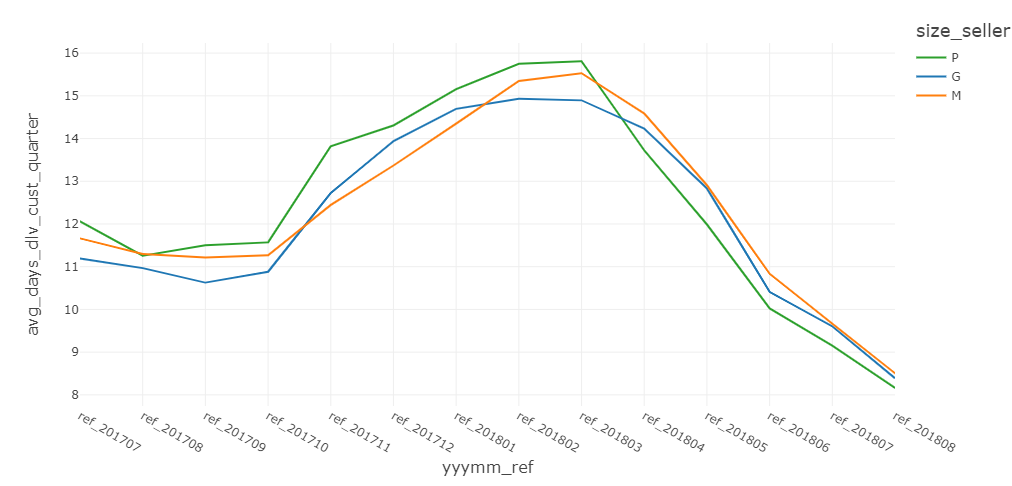 size_seller
P
G
M
avg_days_dlv_cust_quarter
16
15
14
13
12
11
10
9
8
ref_201707
ref_201708
ref_201709
ref_201710
ref_201711
ref_201712
ref_201801
ref_201802
ref_201803
ref_201804
ref_201805
ref_201806
ref_201807
ref_201808
yyymm_ref